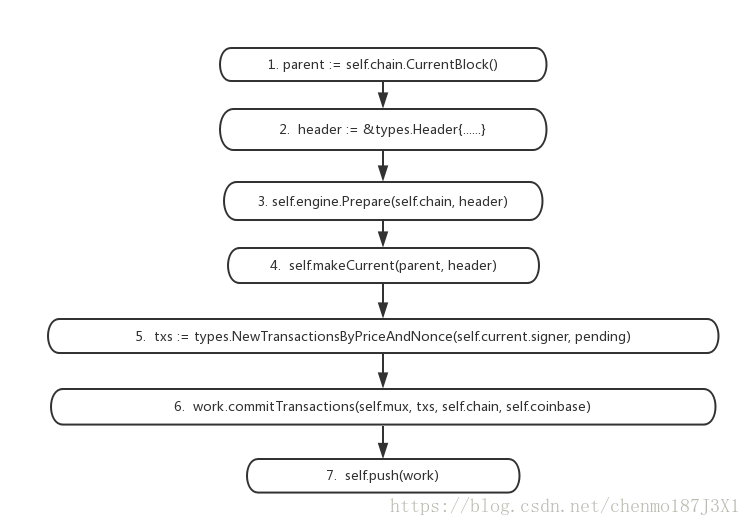 1. parent := self.chain.CurrentBlock()
2. header := &types.Header{......}
3. self.engine.Prepare(self.chain, header)
4. self.makeCurrent(parent, header)
5. txs := types.NewTransactionsByPriceAndNonce(self.current.signer, pending)
6. work.commitTransactions(self.mux, txs, self.chain, self.coinbase)
7. self.push(work)
https://blog.csdn.net/chenmo187J3X1